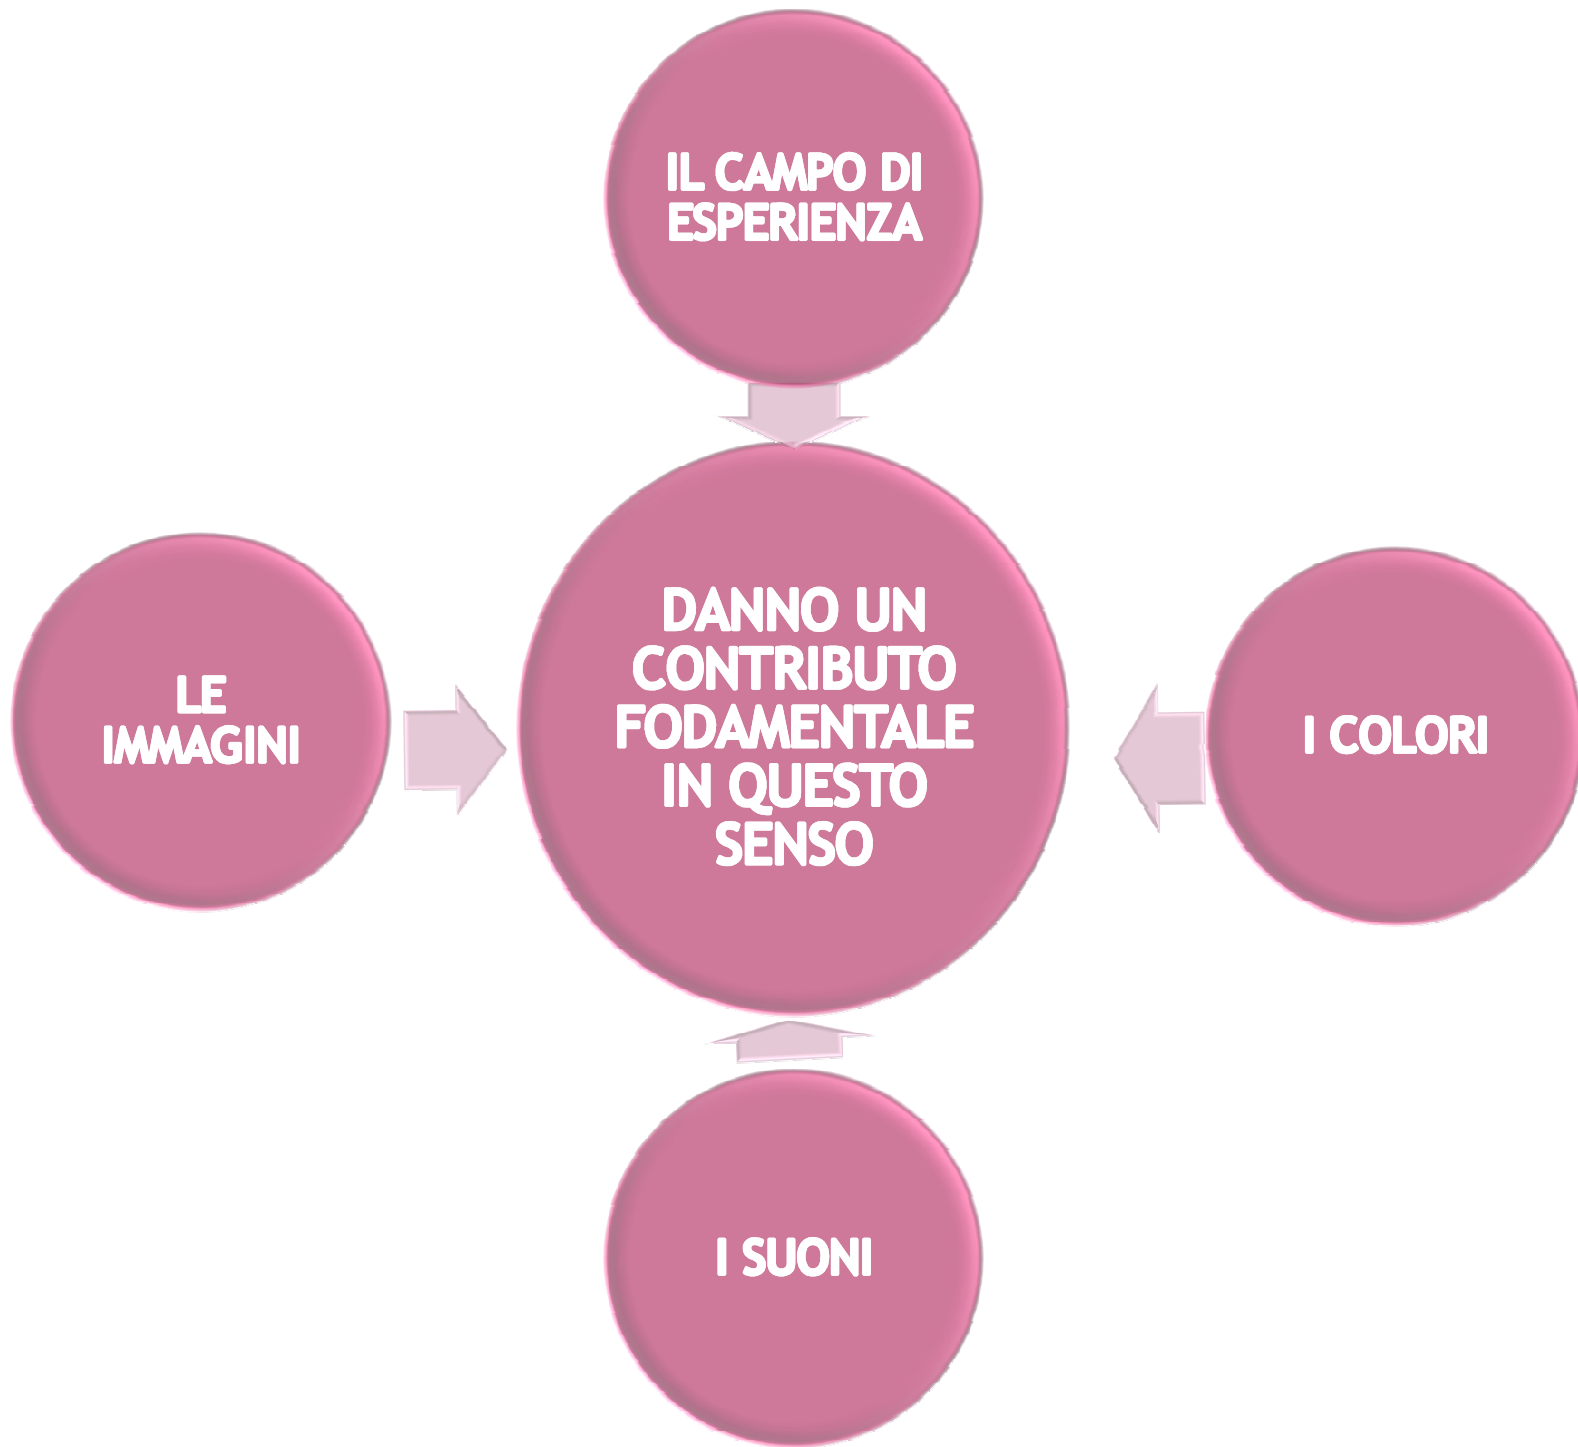 IL CAMPO DI
ESPERIENZA
LE
IMMAGINI
DANNO UN
CONTRIBUTO
FODAMENTALE
IN QUESTO
SENSO
I COLORI
I SUONI